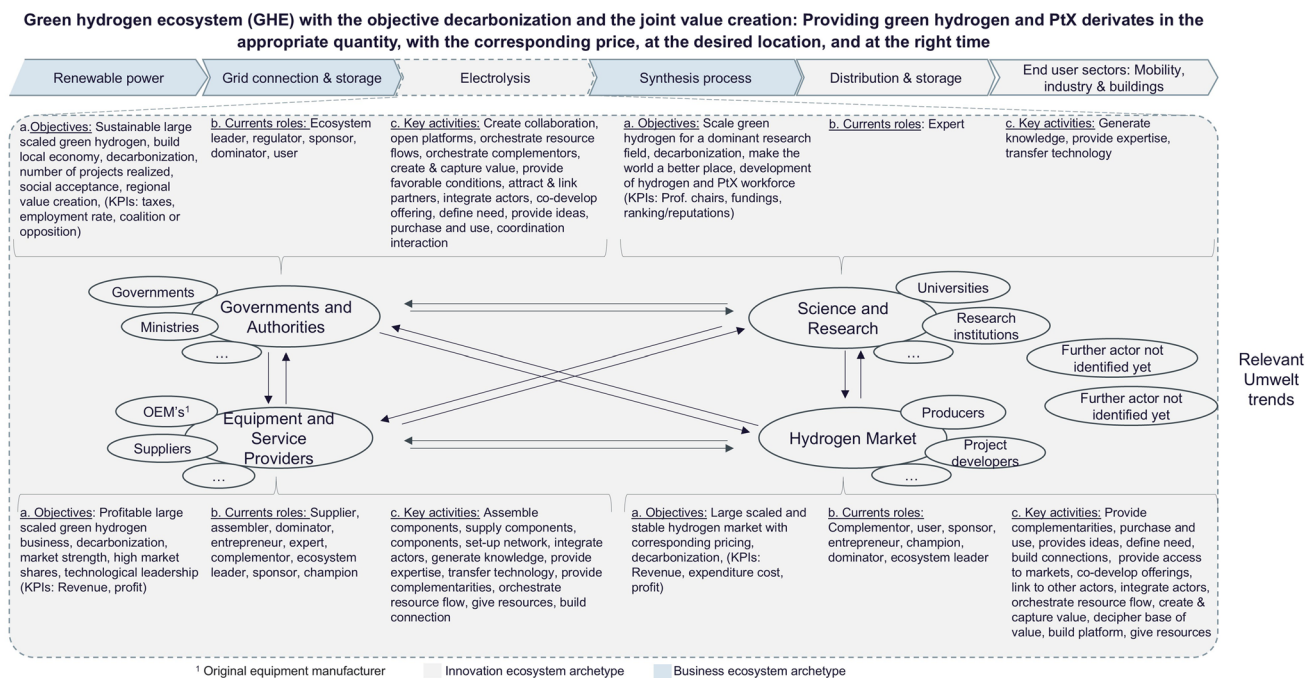 Green hydrogen ecosystem (GHE) with the objective decarbonization and the joint value creation: Providing green hydrogen and PtX derivates in the
appropriate quantity, with the corresponding price, at the desired location, and at the right time
Renewable power
Grid connection & storage
Electrolysis
Synthesis process
Distribution & storage
End user sectors: Mobility,
industry & buildings
a.Objectives: Sustainable large
scaled green hydrogen, build
local economy, decarbonization,
number of projects realized,
social acceptance, regional
value creation, (KPIs: taxes,
employment rate, coalition or
opposition)
b. Currents roles: Ecosystem
leader, regulator, sponsor,
dominator, user
c. Key activities: Create collaboration,
open platforms, orchestrate resource
flows, orchestrate complementors,
create & capture value, provide
favorable conditions, attract & link
partners, integrate actors, co-develop
offering, define need, provide ideas,
purchase and use, coordination
interaction
a. Objectives: Scale green
hydrogen for a dominant research
field, decarbonization, make the
world a better place, development
of hydrogen and PtX workforce
(KPIs: Prof. chairs, fundings,
ranking/reputations)
b. Currents roles: Expert
c. Key activities: Generate
knowledge, provide expertise,
transfer technology
Governments
Ministries
...
Governments and
Authorities
Science and
Research
Universities
Research
institutions
...
Further actor not
identified yet
Further actor not
identified yet
Relevant
Umwelt
trends
OEM's1
Suppliers
...
Equipment and
Service
Providers
Hydrogen Market
Producers
Project
developers
...
a. Objectives: Profitable large
scaled green hydrogen
business, decarbonization,
market strength, high market
shares, technological leadership
(KPIs: Revenue, profit)
b. Currents roles: Supplier,
assembler, dominator,
entrepreneur, expert,
complementor, ecosystem
leader, sponsor, champion
c. Key activities: Assemble
components, supply components,
components, set-up network, integrate
actors, generate knowledge, provide
expertise, transfer technology, provide
complementarities, orchestrate
resource flow, give resources, build
connection
a. Objectives: Large scaled and
stable hydrogen market with
corresponding pricing,
decarbonization, (KPIs:
Revenue, expenditure cost,
profit)
b. Currents roles:
Complementor, user, sponsor,
entrepreneur, champion,
dominator, ecosystem leader
c. Key activities: Provide
complementarities, purchase and
use, provides ideas, define need,
build connections, provide access
to markets, co-develop offerings,
link to other actors, integrate actors,
orchestrate resource flow, create &
capture value, decipher base of
value, build platform, give resources
1 Original equipment manufacturer
Innovation ecosystem archetype
Business ecosystem archetype